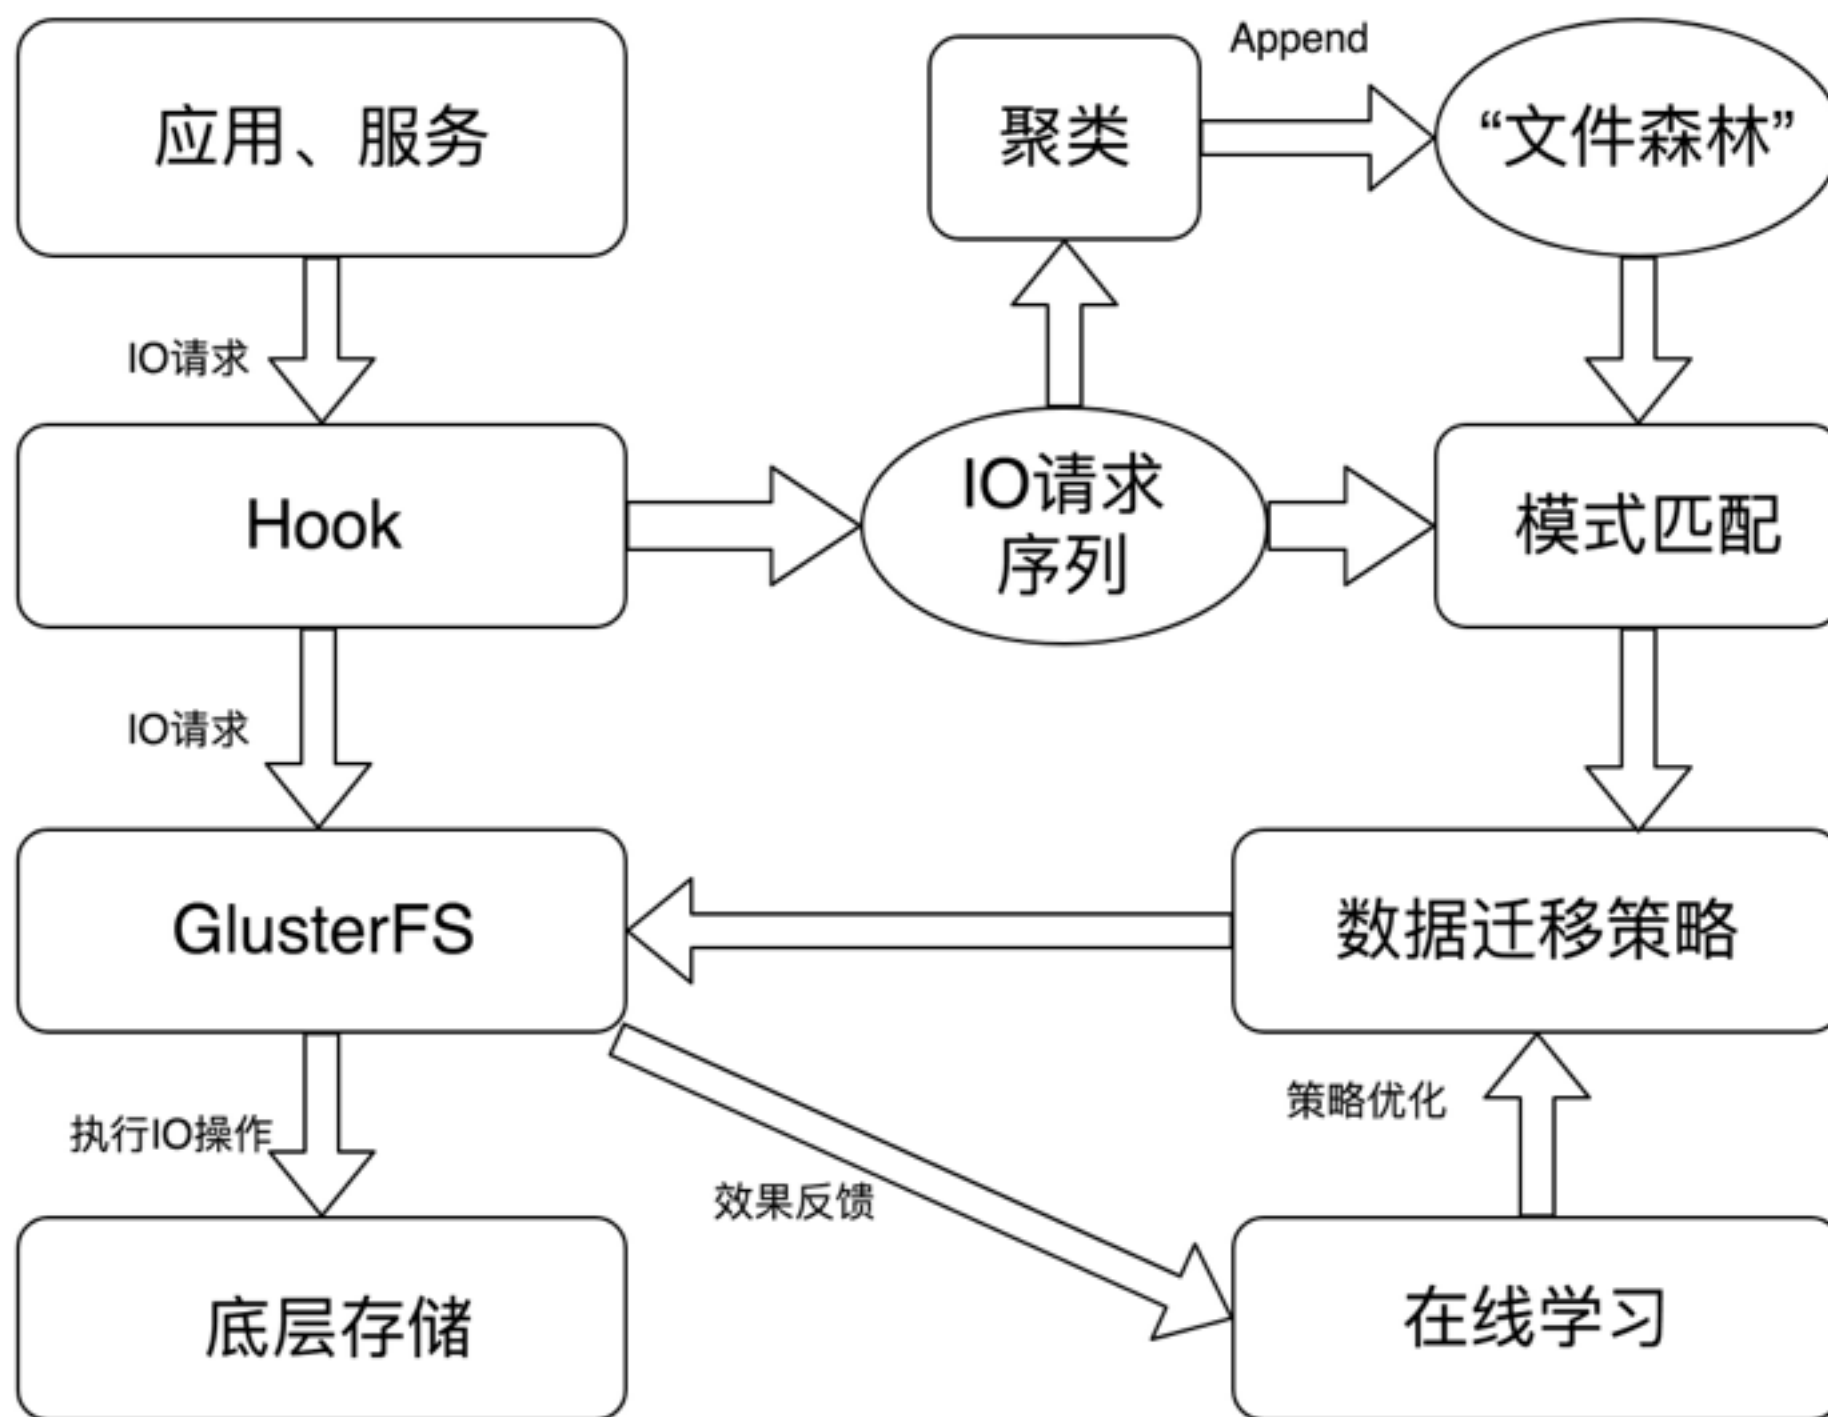 Append
应用、服务
聚类
“文件森林”
IO请求
Hook
IO请求
序列
模式匹配
IO请求
GlusterFS
数据迁移策略
执行IO操作
策略优化
效果反馈
底层存储
在线学习